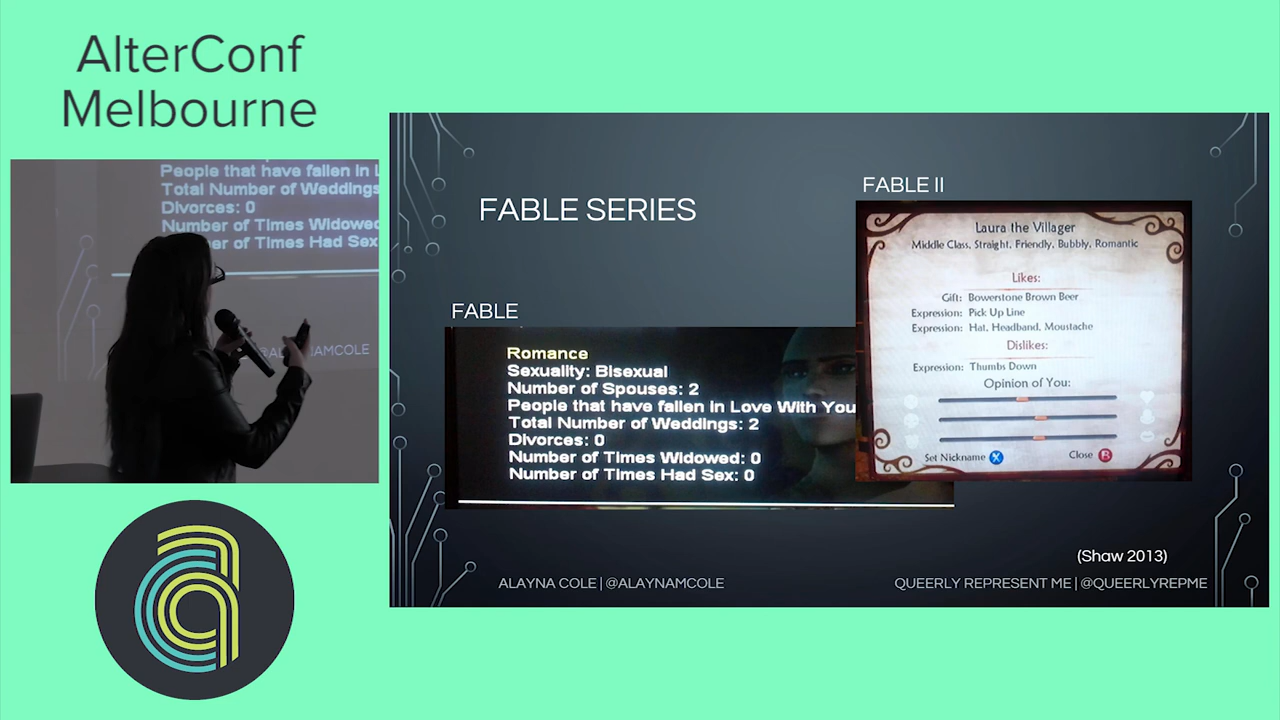 AlterConf
Melbourne
People that have fallen in L
Total Number of Weddings
Divorces: 0
Number of Times Widowed
er of Times Had Sex
@ALAYNAMCOLE
FABLE SERIES
FABLE
Romance
Sexuality: Bisexual
Number of Spouses: 2
People that have fallen in Love With You
Total Number of Weddings: 2
Divorces: 0
Number of Times Widowed: 0
Number of Times Had Sex: 0
FABLE II
Laura the Villager
Middle Class, Straight, Friendly, Bubbly, Romantic
Likes:
Gift: Bowerstone Brown Beer
Expression: Pick Up Line
Expression: Hat, Headband, Moustache
Dislikes:
Expression: Thumbs Down
Opinion of You:
Set Nickname X
Close B
(Shaw 2013)
ALAYNA COLE | @ALAYNAMCOLE
QUEERLY REPRESENT ME | @QUEERLYREPME